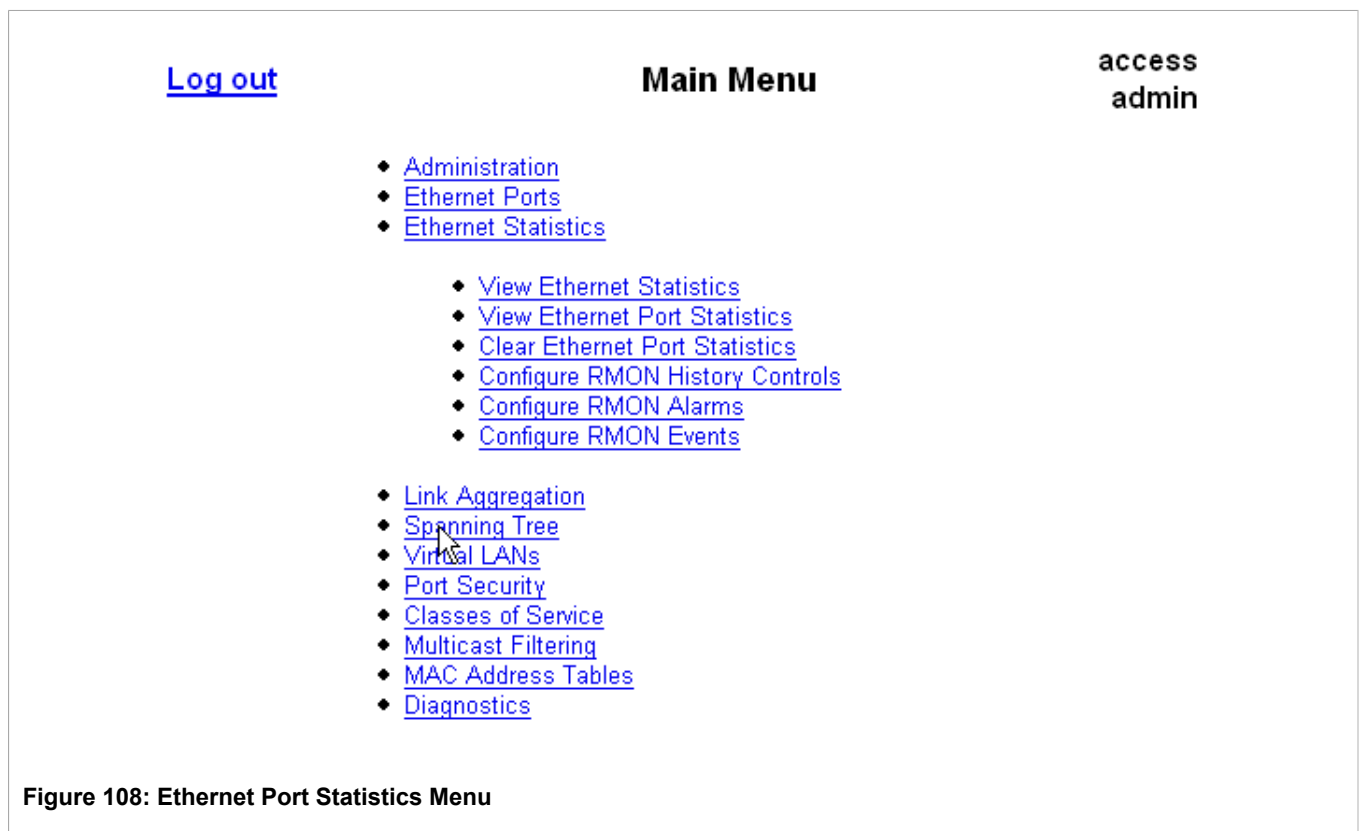 Log out
Main Menu
access
admin
Administration
Ethernet Ports
Ethernet Statistics
View Ethernet Statistics
View Ethernet Port Statistics
Clear Ethernet Port Statistics
Configure RMON History Controls
Configure RMON Alarms
Configure RMON Events
Link Aggregation
Spanning Tree
Virtual LANs
Port Security
Classes of Service
Multicast Filtering
MAC Address Tables
Diagnostics
Figure 108: Ethernet Port Statistics Menu